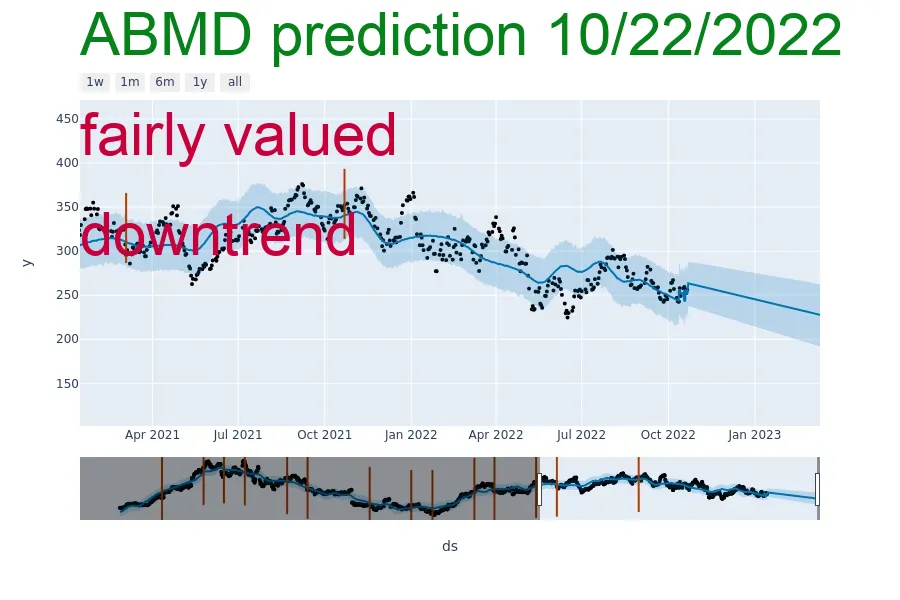 ABMD prediction 10/22/2022
1w 1m 6m 1y all
fairly valued
downtrend
450
400
350
300
250
200
150
y
Apr 2021 Jul 2021 Oct 2021 Jan 2022 Apr 2022 Jul 2022 Oct 2022 Jan 2023
ds